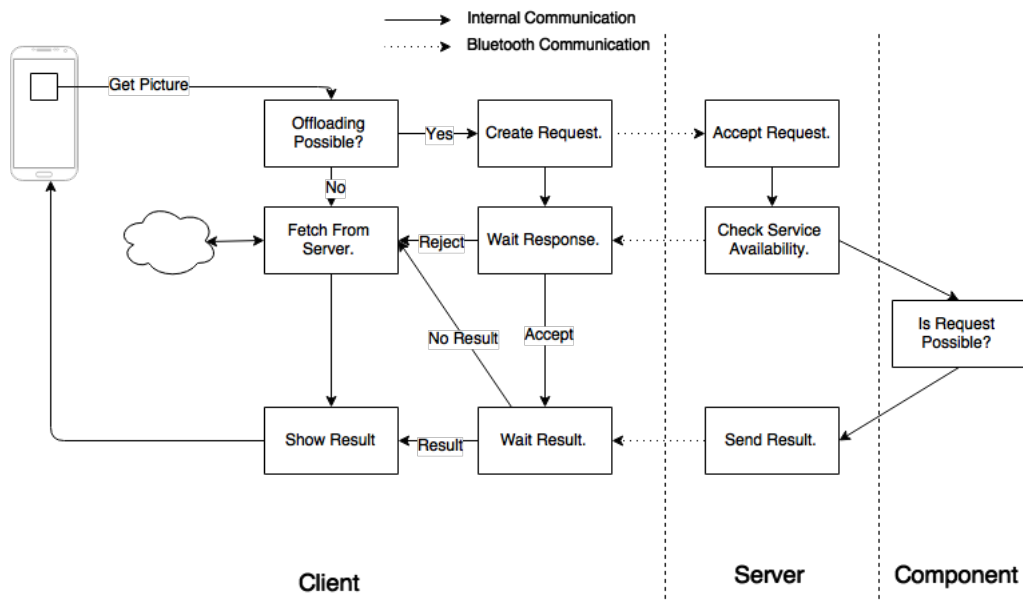 Internal Communication
Bluetooth Communication
Get Picture
Offloading
Possible?
Yes
Create Request.
Accept Request.
No
Fetch From
Server.
Reject
Wait Response.
Check Service
Availability.
No Result
Accept
Is Request
Possible?
Show Result
Result
Wait Result.
Send Result.
Client
Server
Component